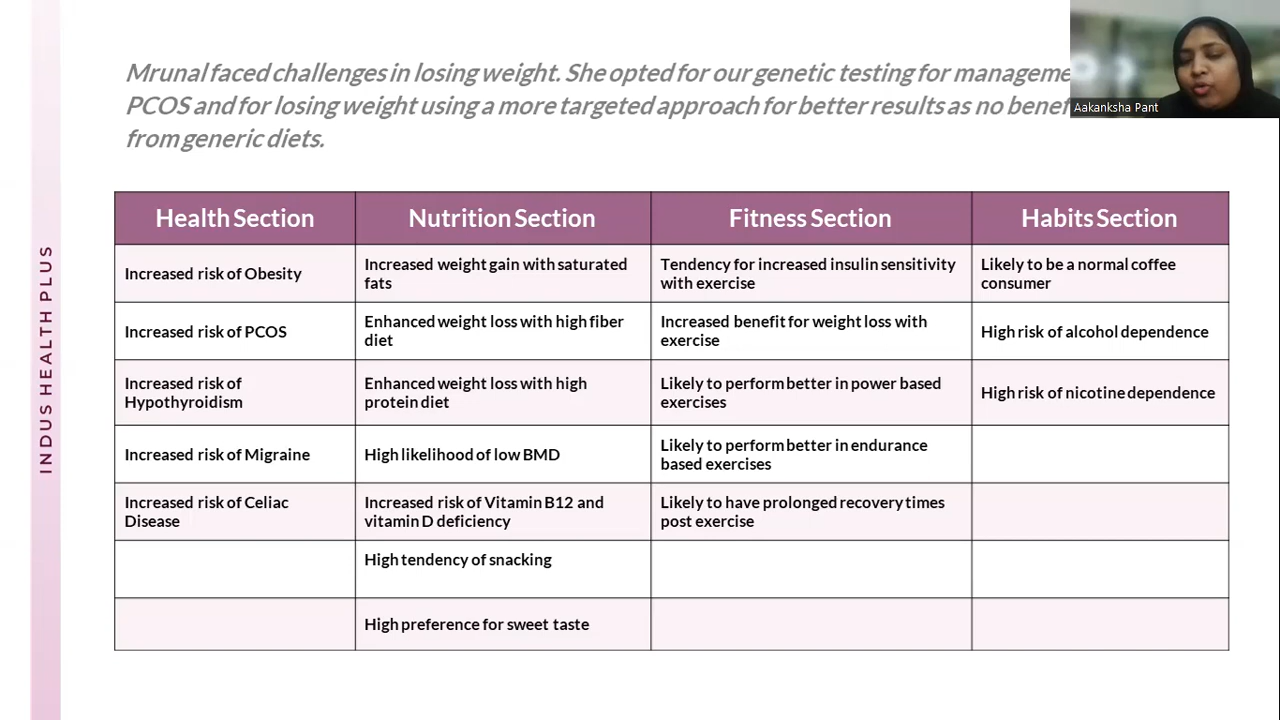 Mrunal faced challenges in losing weight. She opted for our genetic testing for
PCOS and for losing weight using a more targeted approach for better results as no
from generic diets.
Aakanksha Pant
INDUS HEALTH PLUS
Health Section
Nutrition Section
Fitness Section
Habits Section
Increased risk of Obesity
Increased weight gain with saturated
fats
Tendency for increased insulin sensitivity
with exercise
Likely to be a normal coffee
consumer
Increased risk of PCOS
Enhanced weight loss with high fiber
diet
Increased benefit for weight loss with
exercise
High risk of alcohol dependence
Increased risk of
Hypothyroidism
Enhanced weight loss with high
protein diet
Likely to perform better in power based
exercises
High risk of nicotine dependence
Increased risk of Migraine
High likelihood of low BMD
Likely to perform better in endurance
based exercises
Increased risk of Celiac
Disease
Increased risk of Vitamin B12 and
vitamin D deficiency
Likely to have prolonged recovery times
post exercise
High tendency of snacking
High preference for sweet taste